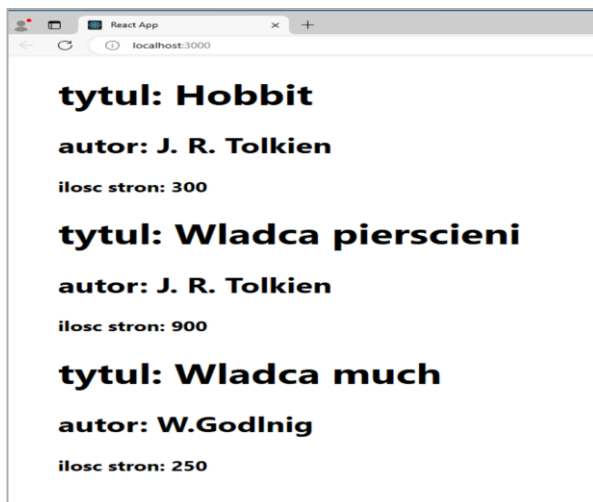 React App
localhost:3000
tytul: Hobbit
autor: J. R. Tolkien
ilosc stron: 300
tytul: Wladca pierscieni
autor: J. R. Tolkien
ilosc stron: 900
tytul: Wladca much
autor: W.Godlnig
ilosc stron: 250